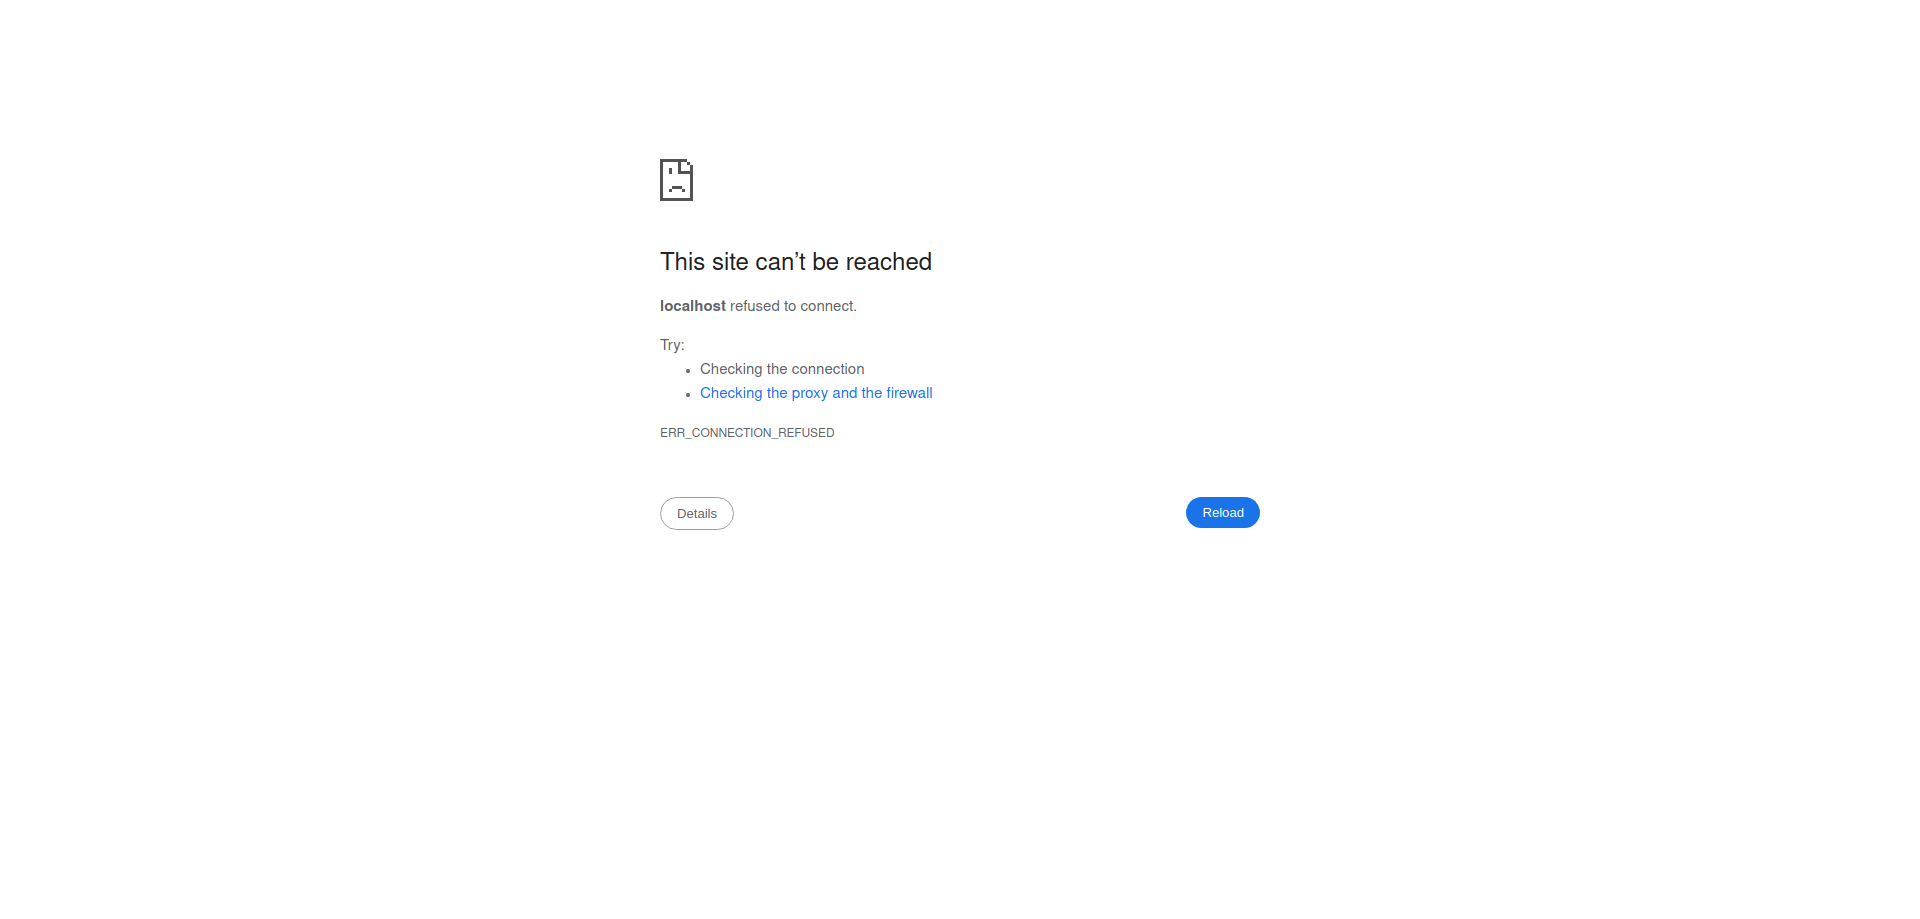 This site can’t be reached
localhost refused to connect.
Try:
Checking the connection
Checking the proxy and the firewall
ERR_CONNECTION_REFUSED
Details
Reload